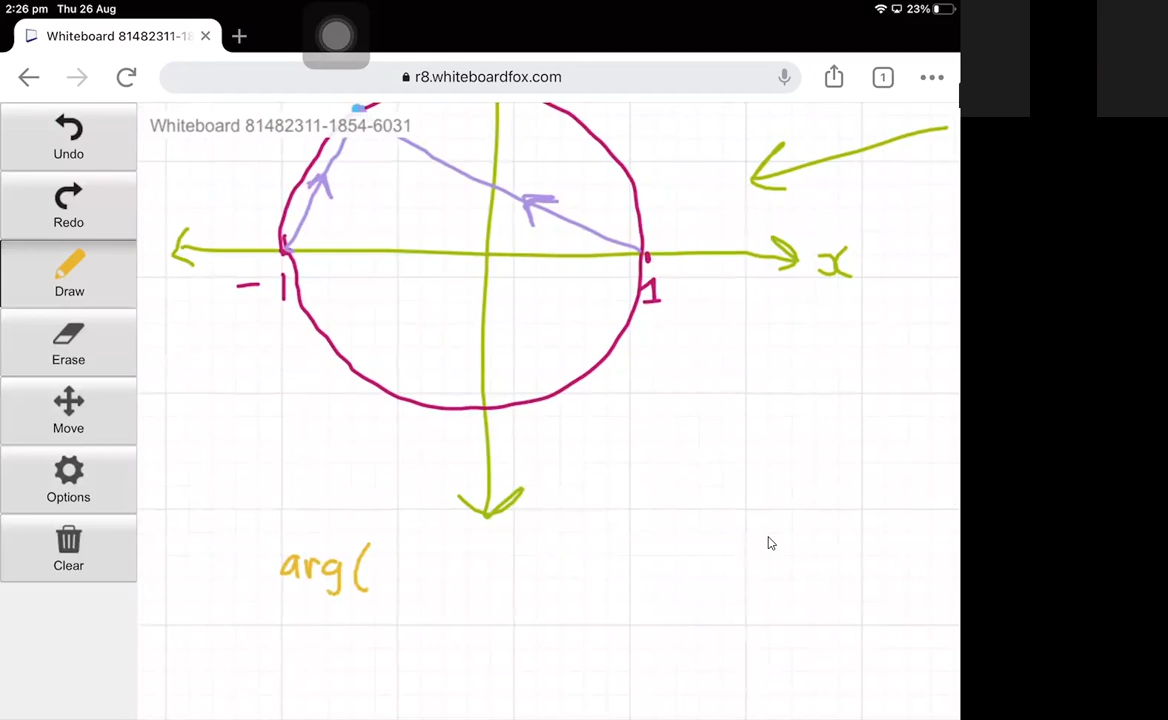 2:26 pm Thu 26 Aug 23%
Whiteboard 81482311-18
r8.whiteboardfox.com 1
Whiteboard 81482311-1854-6031
Undo
Redo
Draw
Erase
Move
Options
Clear
x
-1
1
arg(